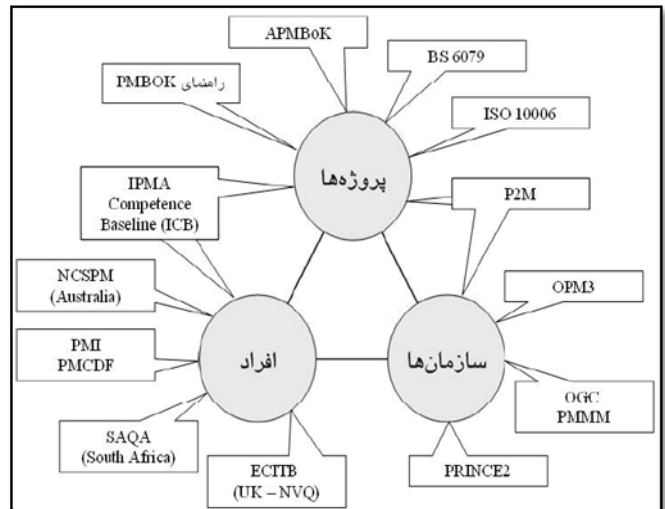 APMBoK
BS 6079
راهنمای PMBOK
ISO 10006
پروژه‌ها
IPMA
Competence
Baseline (ICB)
P2M
NCSPM
(Australia)
OPM3
PMI
PMCDF
افراد
سازمان‌ها
OGC
PMMM
SAQA
(South Africa)
ECITB
(UK – NVQ)
PRINCE2